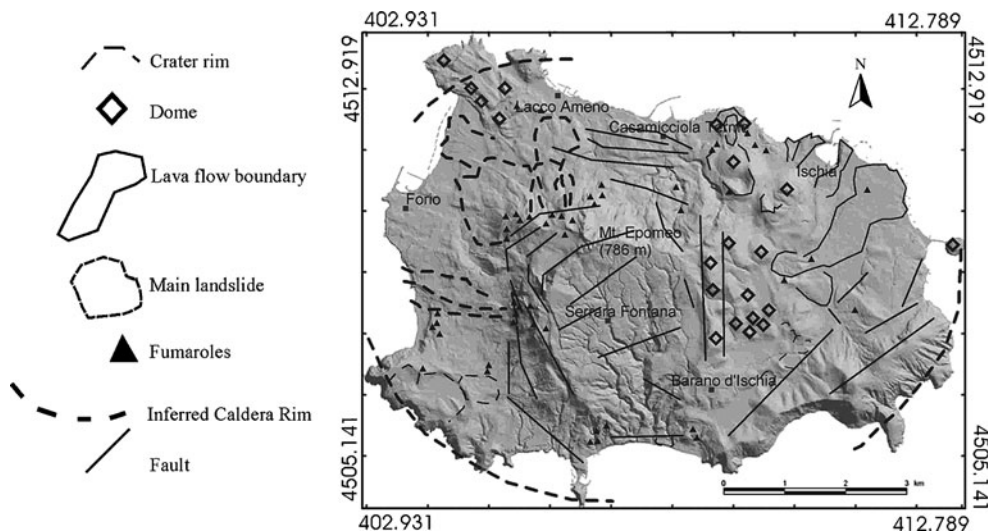 402.931
412.789
4512.919
4512.919
N
Crater rim
Dome
Lava flow boundary
Main landslide
Fumaroles
Inferred Caldera Rim
Fault
Lacco Ameno
Casamicciola Terme
Ischia
Forio
Mt. Epomeo
(786 m)
Serrara Fontana
Barano d'Ischia
4505.141
4505.141
0 1 2 3 km
402.931
412.789